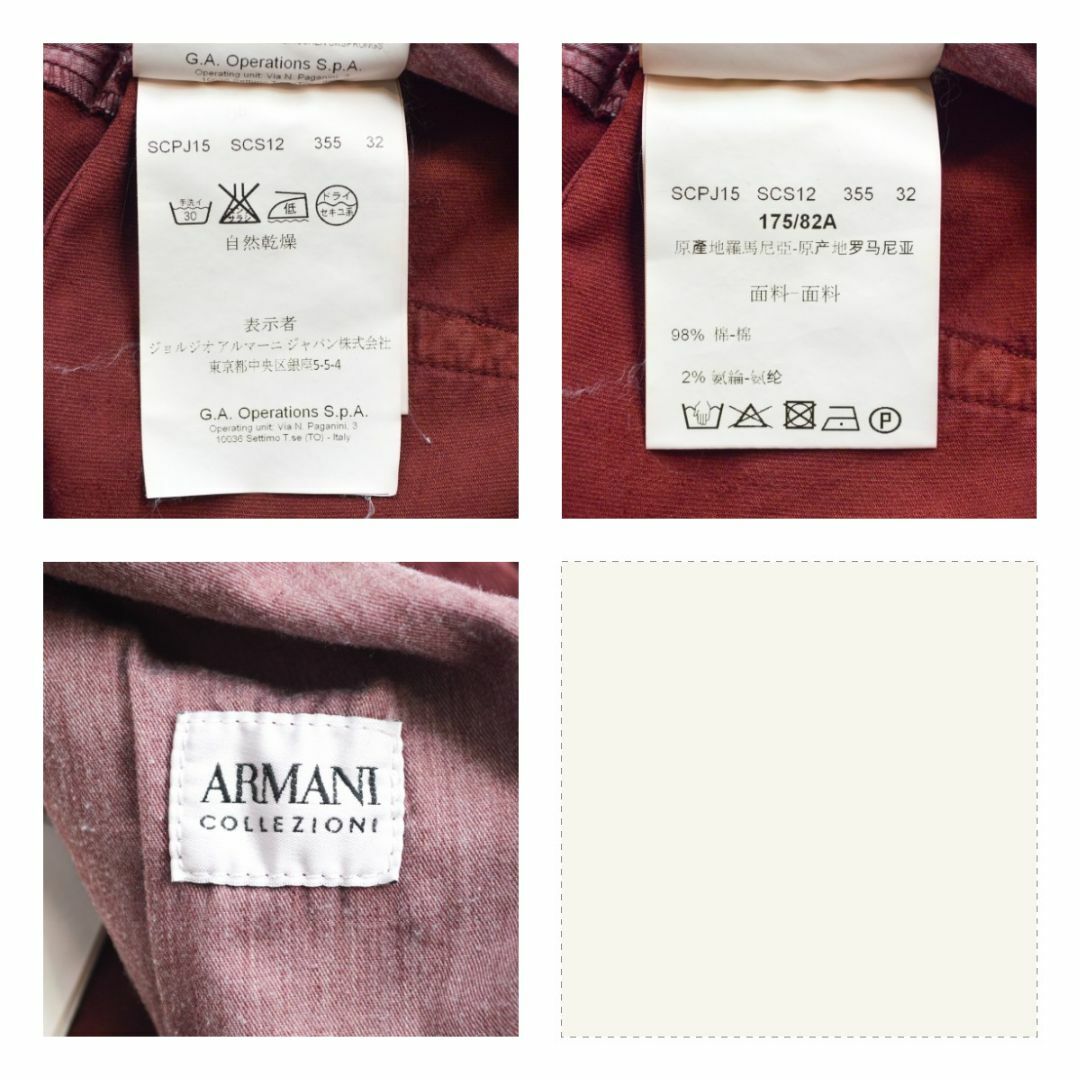 G.A. Operations S.p.A.
Operating unit: Via N. Paganini, 3
SCPJ15 SCS12 355 32
手洗イ
30
低
ドライ
セキユ系
自然乾燥
表示者
ジョルジオアルマーニジャパン株式会社
東京都中央区銀座5-5-4
G.A. Operations S.p.A.
Operating unit: Via N. Paganini, 3
10036 Settimo T.se (TO) - Italy
SCPJ15 SCS12 355 32
175/82A
原產地羅馬尼亞-原产地罗马尼亚
面料-面料
98% 棉-棉
2% 氨綸-氨纶
P
ARMANI
COLLEZIONI